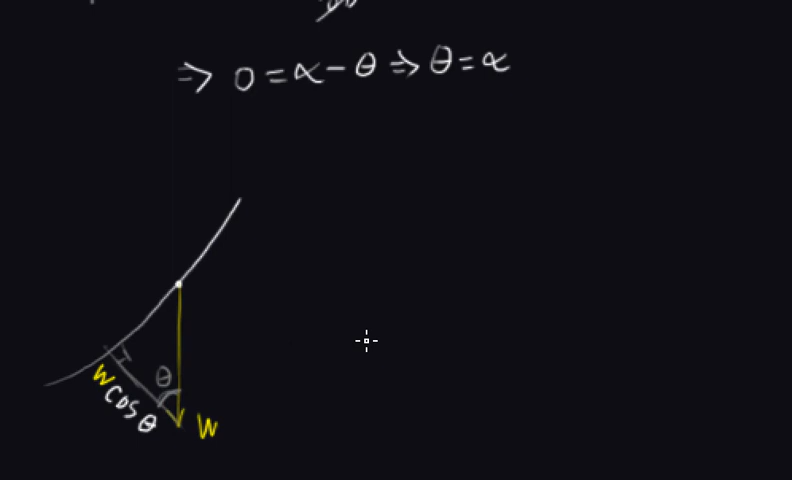 ⇒ 0 = α − θ ⇒ θ = α
θ
W cos θ
W